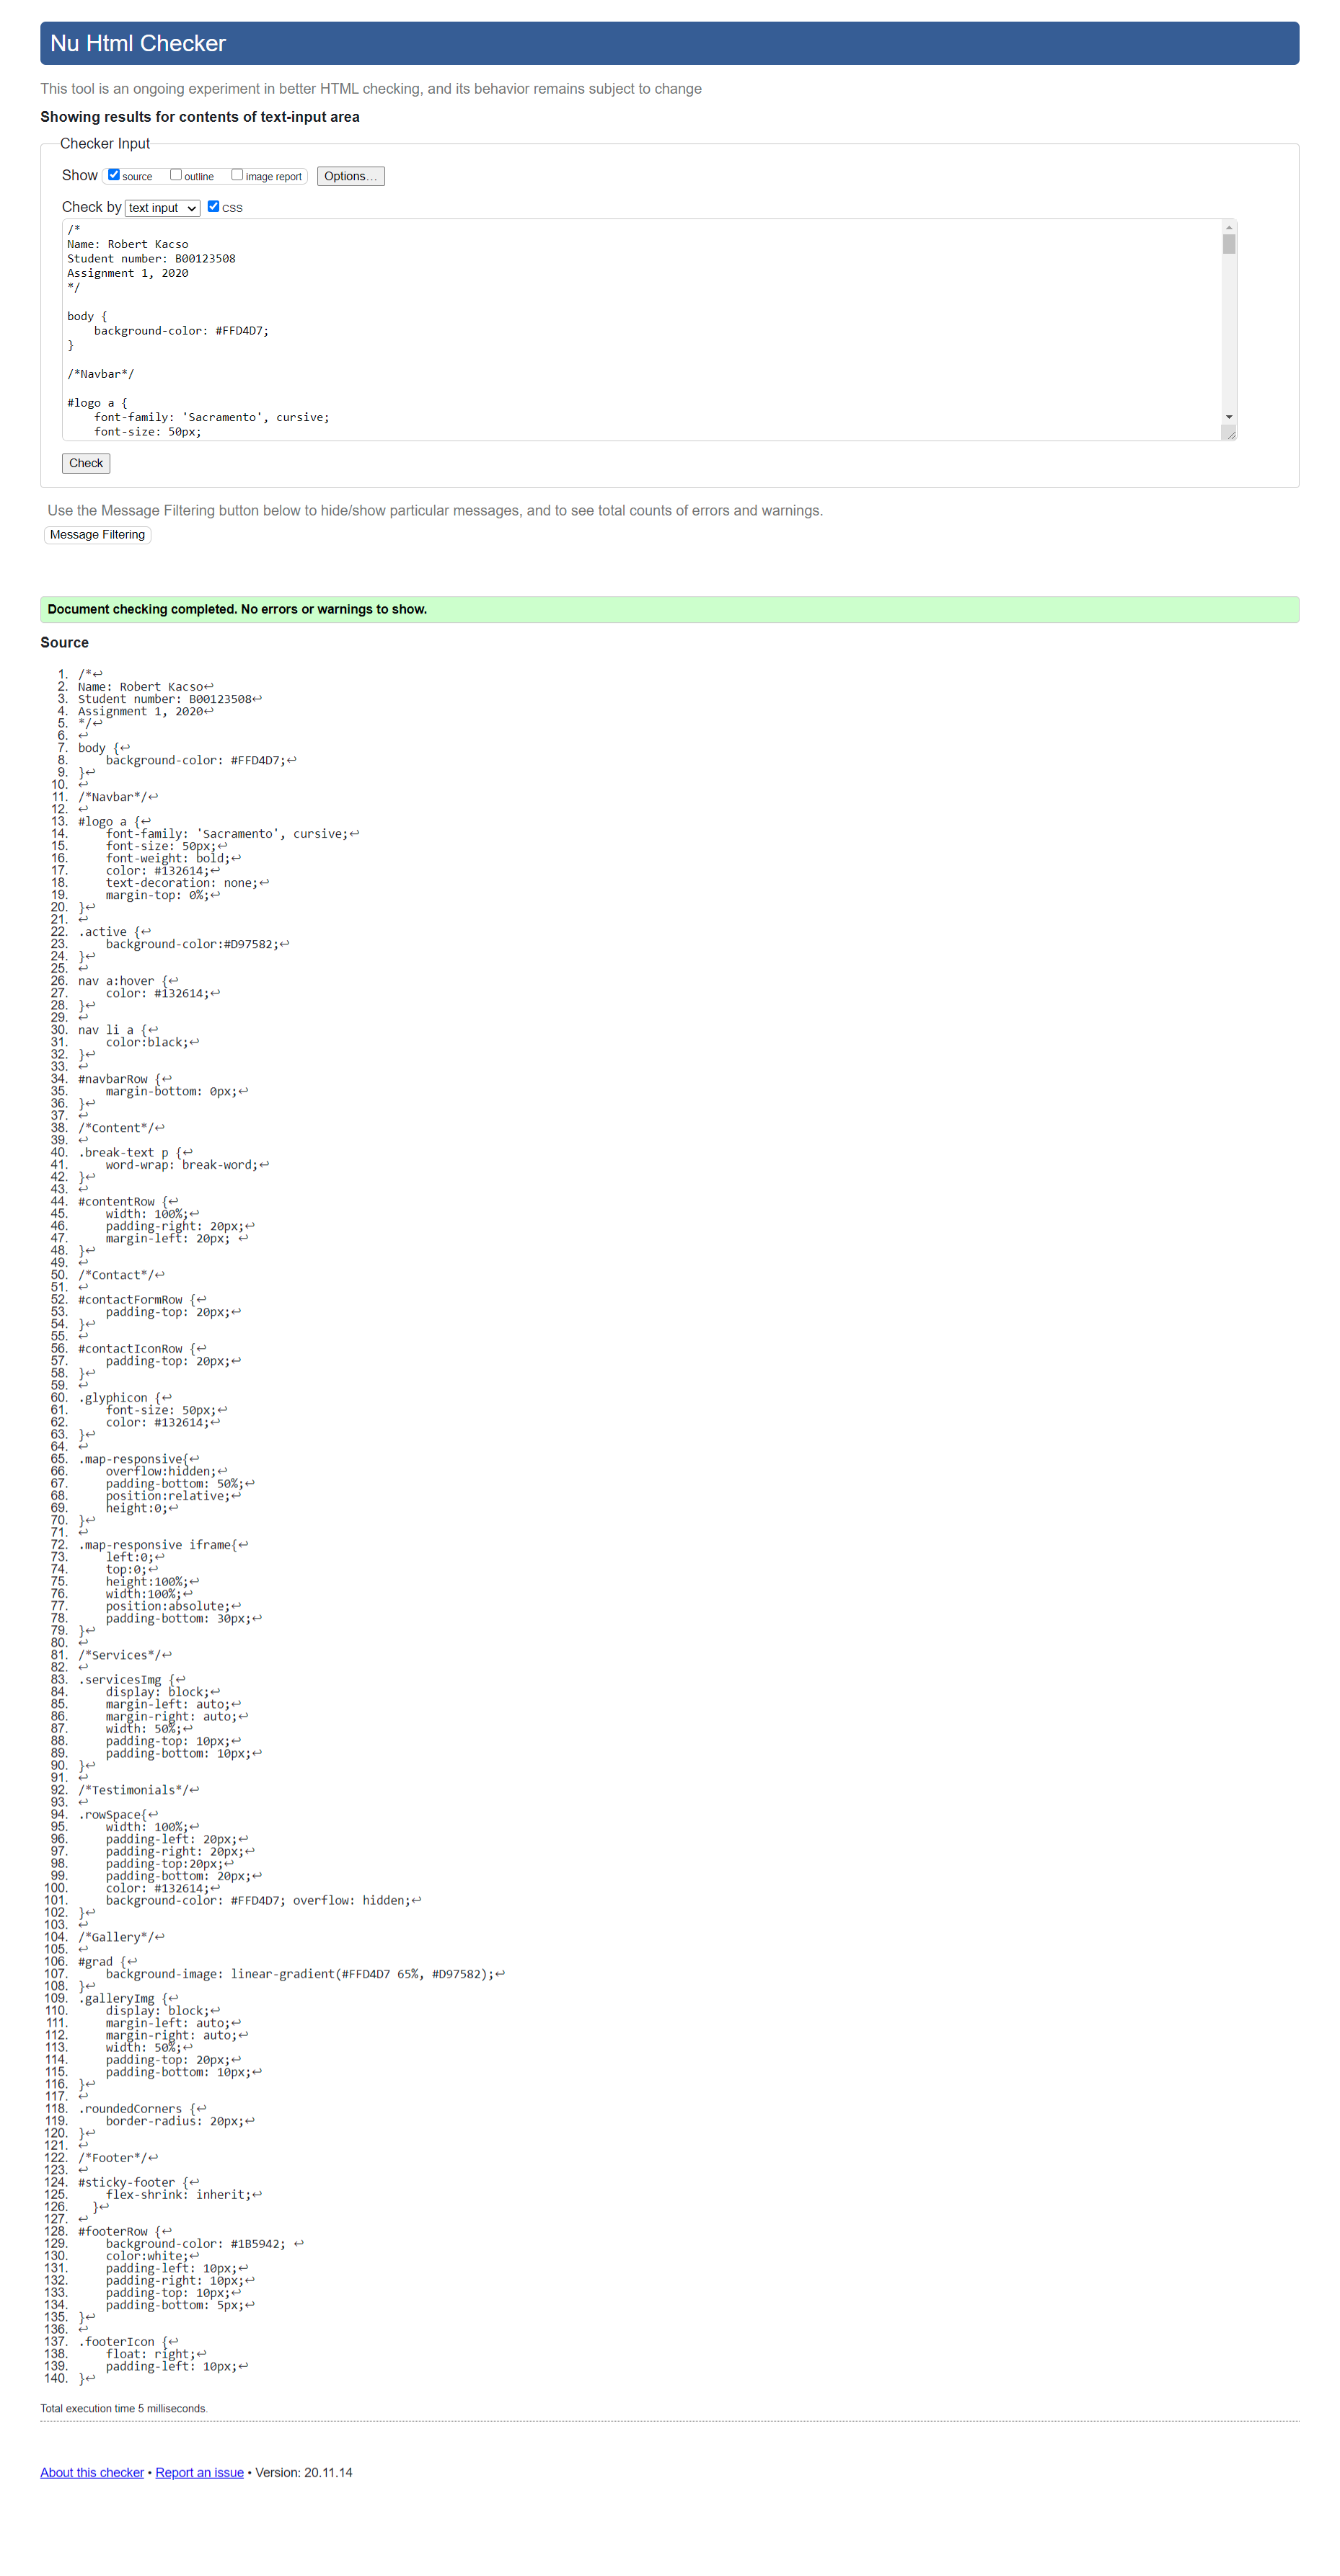 Nu Html Checker
This tool is an ongoing experiment in better HTML checking, and its behavior remains subject to change
Showing results for contents of text-input area
Checker Input
Show source outline image report Options...
Check by text input CSS
/*
Name: Robert Kacso
Student number: B00123508
Assignment 1, 2020
*/
body {
    background-color: #FFD4D7;
}
/*Navbar*/
#logo a {
    font-family: 'Sacramento', cursive;
    font-size: 50px;
Check
Use the Message Filtering button below to hide/show particular messages, and to see total counts of errors and warnings.
Message Filtering
Document checking completed. No errors or warnings to show.
Source
1. /*↩
2. Name: Robert Kacso↩
3. Student number: B00123508↩
4. Assignment 1, 2020↩
5. */↩
6. ↩
7. body {↩
8.     background-color: #FFD4D7;↩
9. }↩
10. ↩
11. /*Navbar*/↩
12. ↩
13. #logo a {↩
14.     font-family: 'Sacramento', cursive;↩
15.     font-size: 50px;↩
16.     font-weight: bold;↩
17.     color: #132614;↩
18.     text-decoration: none;↩
19.     margin-top: 0%;↩
20. }↩
21. ↩
22. .active {↩
23.     background-color:#D97582;↩
24. }↩
25. ↩
26. nav a:hover {↩
27.     color: #132614;↩
28. }↩
29. ↩
30. nav li a {↩
31.     color:black;↩
32. }↩
33. ↩
34. #navbarRow {↩
35.     margin-bottom: 0px;↩
36. }↩
37. ↩
38. /*Content*/↩
39. ↩
40. .break-text p {↩
41.     word-wrap: break-word;↩
42. }↩
43. ↩
44. #contentRow {↩
45.     width: 100%;↩
46.     padding-right: 20px;↩
47.     margin-left: 20px; ↩
48. }↩
49. ↩
50. /*Contact*/↩
51. ↩
52. #contactFormRow {↩
53.     padding-top: 20px;↩
54. }↩
55. ↩
56. #contactIconRow {↩
57.     padding-top: 20px;↩
58. }↩
59. ↩
60. .glyphicon {↩
61.     font-size: 50px;↩
62.     color: #132614;↩
63. }↩
64. ↩
65. .map-responsive{↩
66.     overflow:hidden;↩
67.     padding-bottom: 50%;↩
68.     position:relative;↩
69.     height:0;↩
70. }↩
71. ↩
72. .map-responsive iframe{↩
73.     left:0;↩
74.     top:0;↩
75.     height:100%;↩
76.     width:100%;↩
77.     position:absolute;↩
78.     padding-bottom: 30px;↩
79. }↩
80. ↩
81. /*Services*/↩
82. ↩
83. .servicesImg {↩
84.     display: block;↩
85.     margin-left: auto;↩
86.     margin-right: auto;↩
87.     width: 50%;↩
88.     padding-top: 10px;↩
89.     padding-bottom: 10px;↩
90. }↩
91. ↩
92. /*Testimonials*/↩
93. ↩
94. .rowSpace{↩
95.     width: 100%;↩
96.     padding-left: 20px;↩
97.     padding-right: 20px;↩
98.     padding-top:20px;↩
99.     padding-bottom: 20px;↩
100.     color: #132614;↩
101.     background-color: #FFD4D7; overflow: hidden;↩
102. }↩
103. ↩
104. /*Gallery*/↩
105. ↩
106. #grad {↩
107.     background-image: linear-gradient(#FFD4D7 65%, #D97582);↩
108. }↩
109. .galleryImg {↩
110.     display: block;↩
111.     margin-left: auto;↩
112.     margin-right: auto;↩
113.     width: 50%;↩
114.     padding-top: 20px;↩
115.     padding-bottom: 10px;↩
116. }↩
117. ↩
118. .roundedCorners {↩
119.     border-radius: 20px;↩
120. }↩
121. ↩
122. /*Footer*/↩
123. ↩
124. #sticky-footer {↩
125.     flex-shrink: inherit;↩
126.   }↩
127. ↩
128. #footerRow {↩
129.     background-color: #1B5942; ↩
130.     color:white;↩
131.     padding-left: 10px;↩
132.     padding-right: 10px;↩
133.     padding-top: 10px;↩
134.     padding-bottom: 5px;↩
135. }↩
136. ↩
137. .footerIcon {↩
138.     float: right;↩
139.     padding-left: 10px;↩
140. }↩
Total execution time 5 milliseconds.
About this checker • Report an issue • Version: 20.11.14